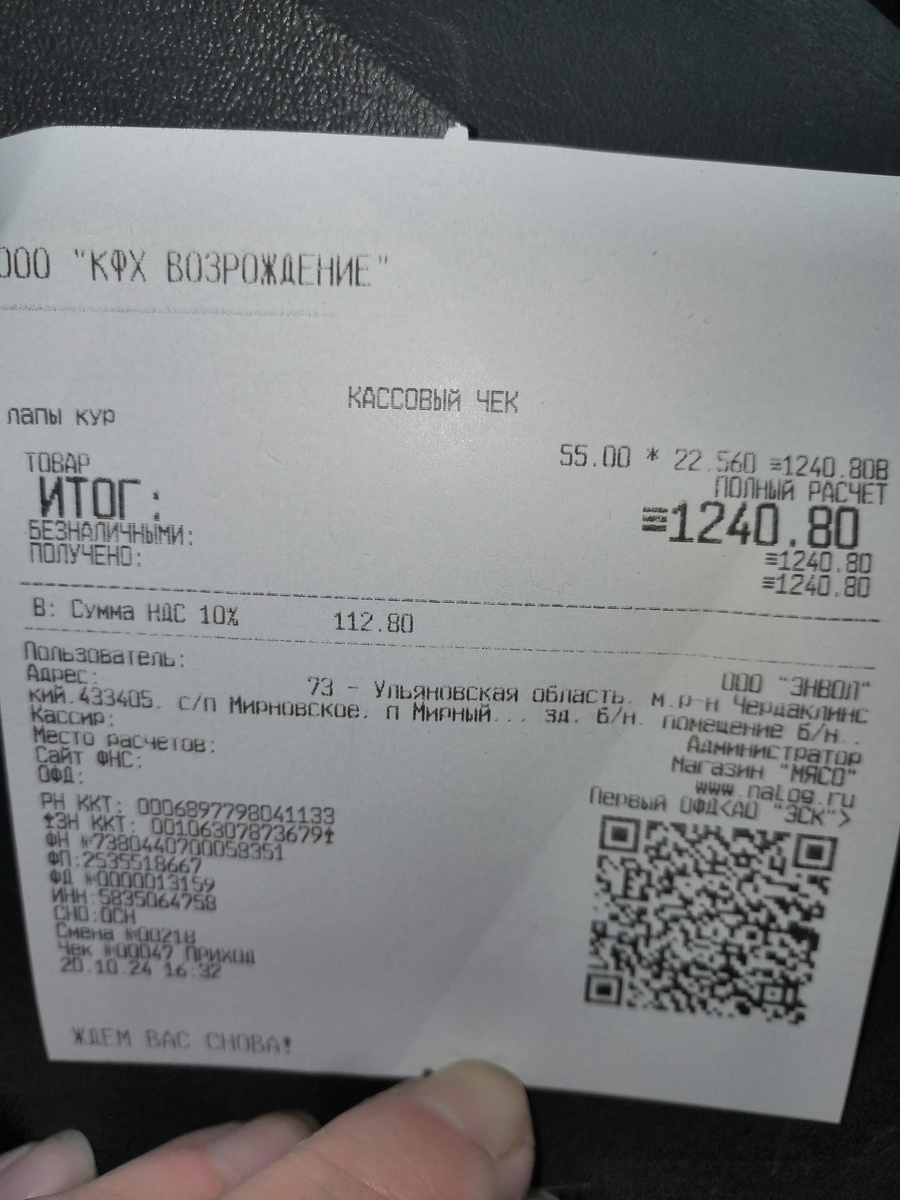 ООО "КФХ ВОЗРОЖДЕНИЕ"
КАССОВЫЙ ЧЕК
лапы кур
55.00 * 22.560 ≡1240.80В
ТОВАР ПОЛНЫЙ РАСЧЕТ
ИТОГ: ≡1240.80
БЕЗНАЛИЧНЫМИ: ≡1240.80
ПОЛУЧЕНО: ≡1240.80
В: Сумма НДС 10% 112.80
Пользователь: ООО "ЭНВОЛ"
Адрес: 73 - Ульяновская область, м.р-н Чердаклинс
кий,433405, с/п Мирновское, п Мирный,,, зд. б/н, помещение б/н,,
Кассир: Администратор
Место расчетов: Магазин "МЯСО"
Сайт ФНС: www.nalog.ru
ОФД: Первый ОФД<АО "ЭСК">
РН ККТ: 0006897798041133
‡ЗН ККТ: 00106307873679‡
ФН №7380440700058351
ФП:2535518667
ФД №0000013159
ИНН:5835064758
СНО:ОСН
Смена №00218
Чек №00047 ПРИХОД
20.10.24 16:32
ЖДЕМ ВАС СНОВА!